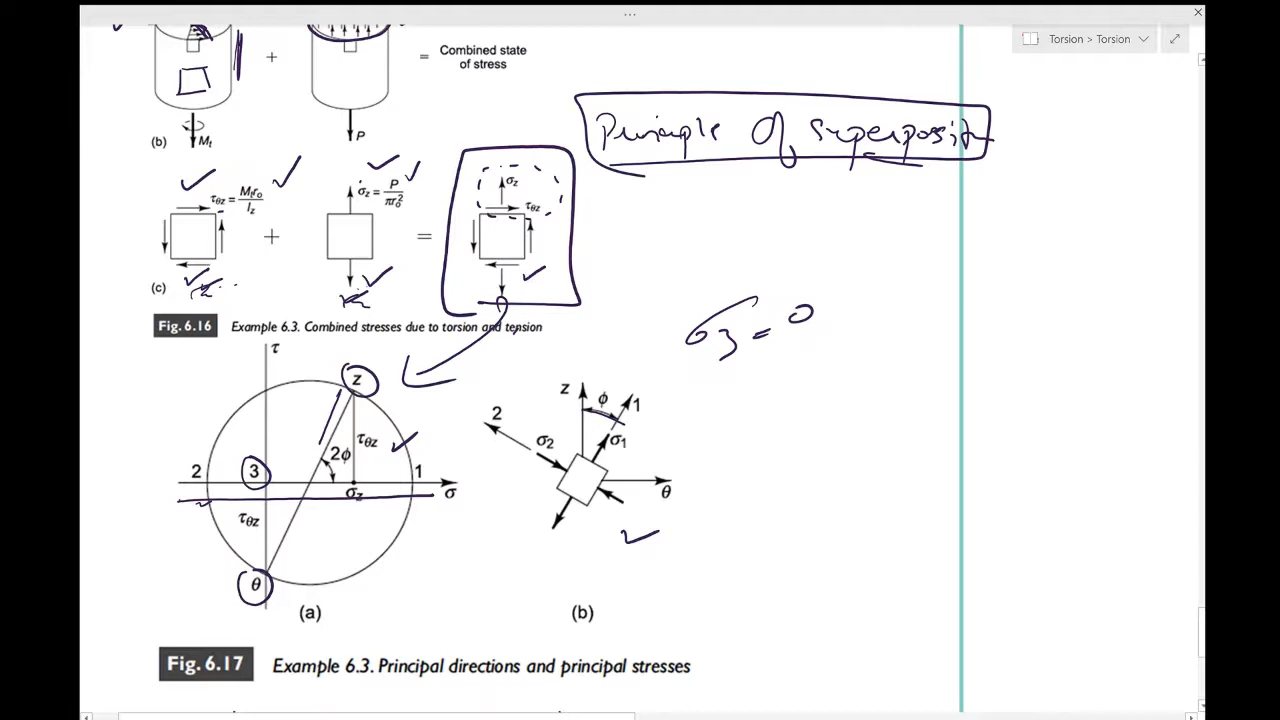 Torsion > Torsion
+
= Combined state
of stress
Principle Of superposit
(b)
Mt
P
τθz = Mtro
Iz
σz = P
πro²
σz
τθz
+
=
(c)
Fig. 6.16 Example 6.3. Combined stresses due to torsion and tension
σ3 = 0
τ
z
τθz
2ϕ
2
3
1
σz
σ
τθz
θ
(a)
z
ϕ
1
2
σ2
σ1
θ
(b)
Fig. 6.17 Example 6.3. Principal directions and principal stresses